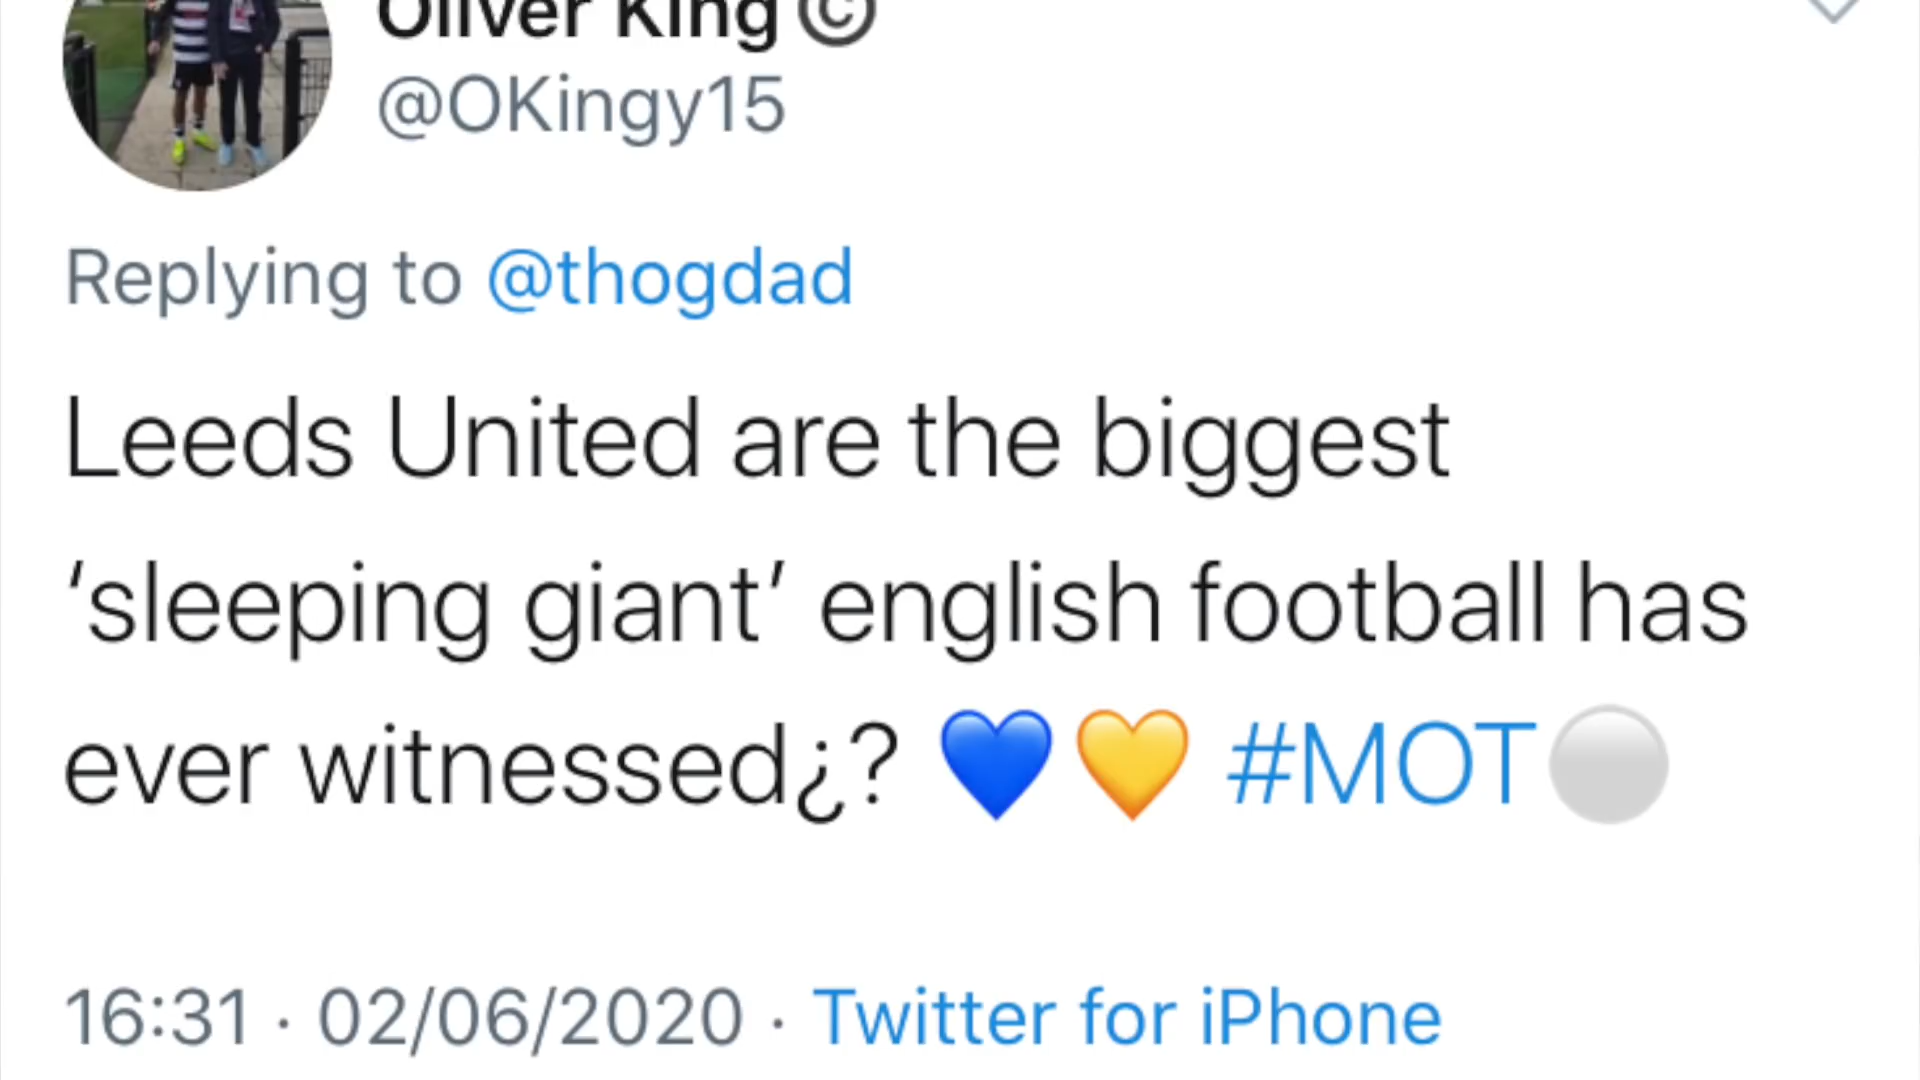 Oliver King ©
@OKingy15
Replying to @thogdad
Leeds United are the biggest
‘sleeping giant’ english football has
ever witnessed¿? 💙💛 #MOT⚪
16:31 · 02/06/2020 · Twitter for iPhone